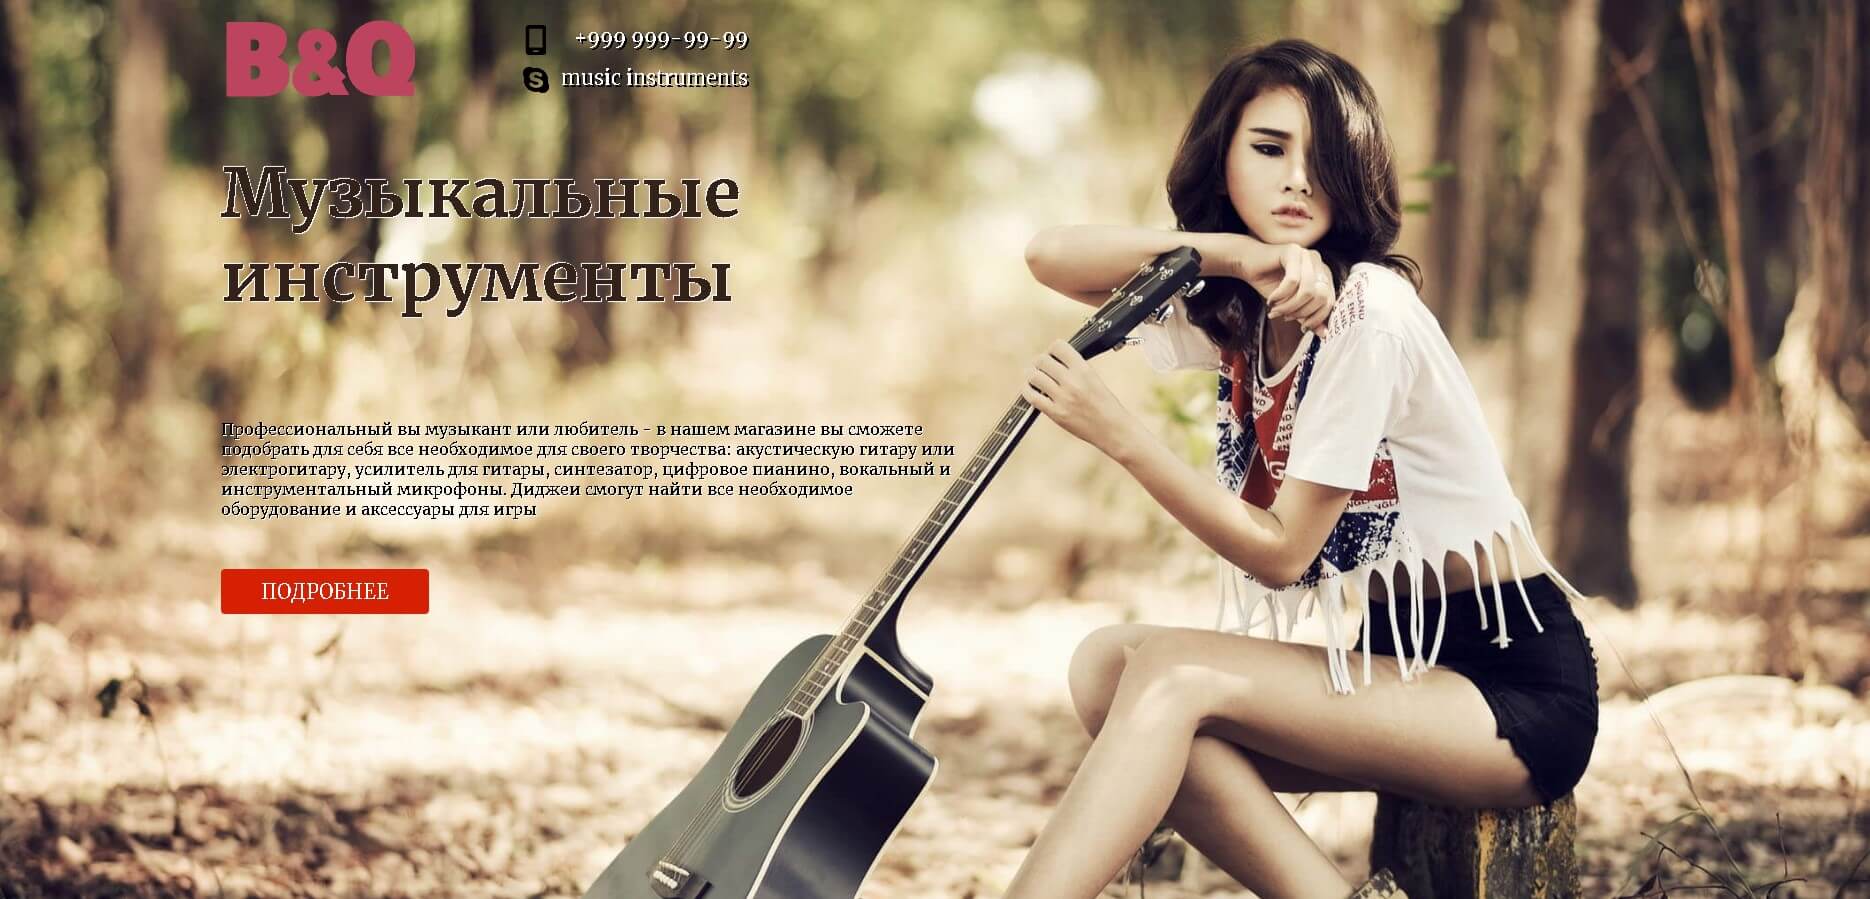 B&Q
+999 999-99-99
music instruments
Музыкальные
инструменты
Профессиональный вы музыкант или любитель - в нашем магазине вы сможете
подобрать для себя все необходимое для своего творчества: акустическую гитару или
электрогитару, усилитель для гитары, синтезатор, цифровое пианино, вокальный и
инструментальный микрофоны. Диджеи смогут найти все необходимое
оборудование и аксессуары для игры
ПОДРОБНЕЕ